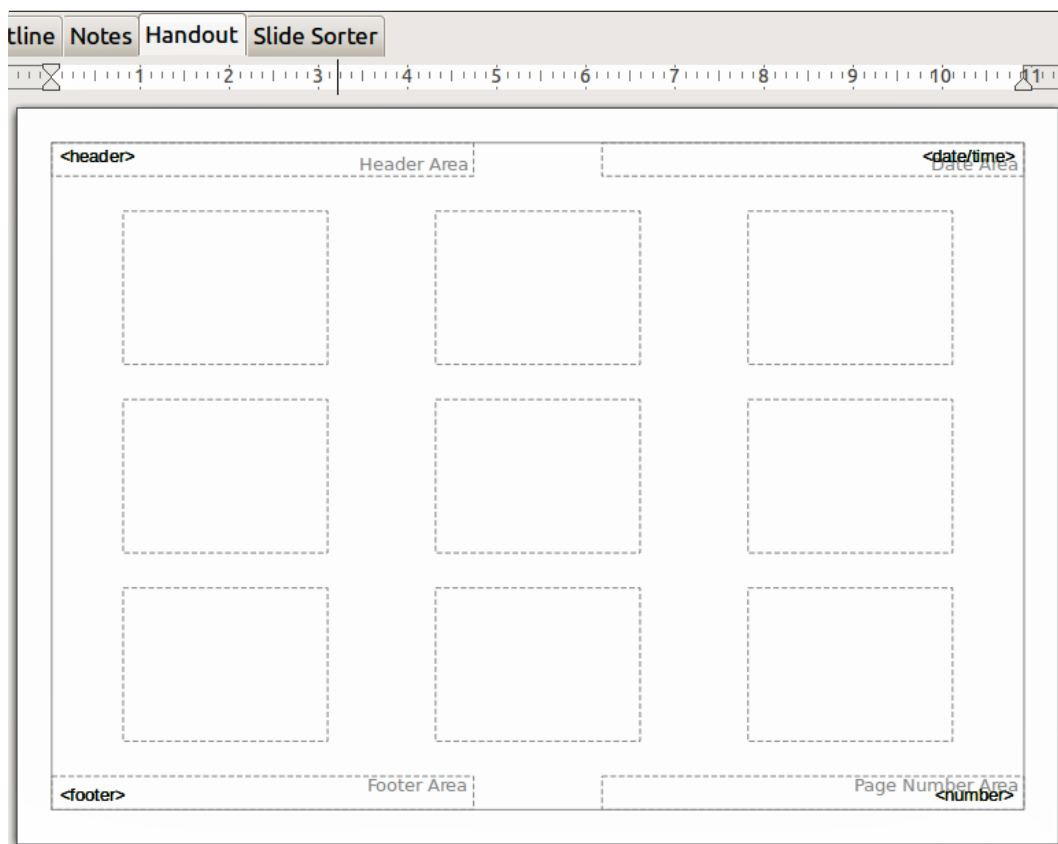 tline Notes Handout Slide Sorter
1 2 3 4 5 6 7 8 9 10 11
<header> Header Area <date/time> Date Area
Footer Area Page Number Area
<footer> <number>